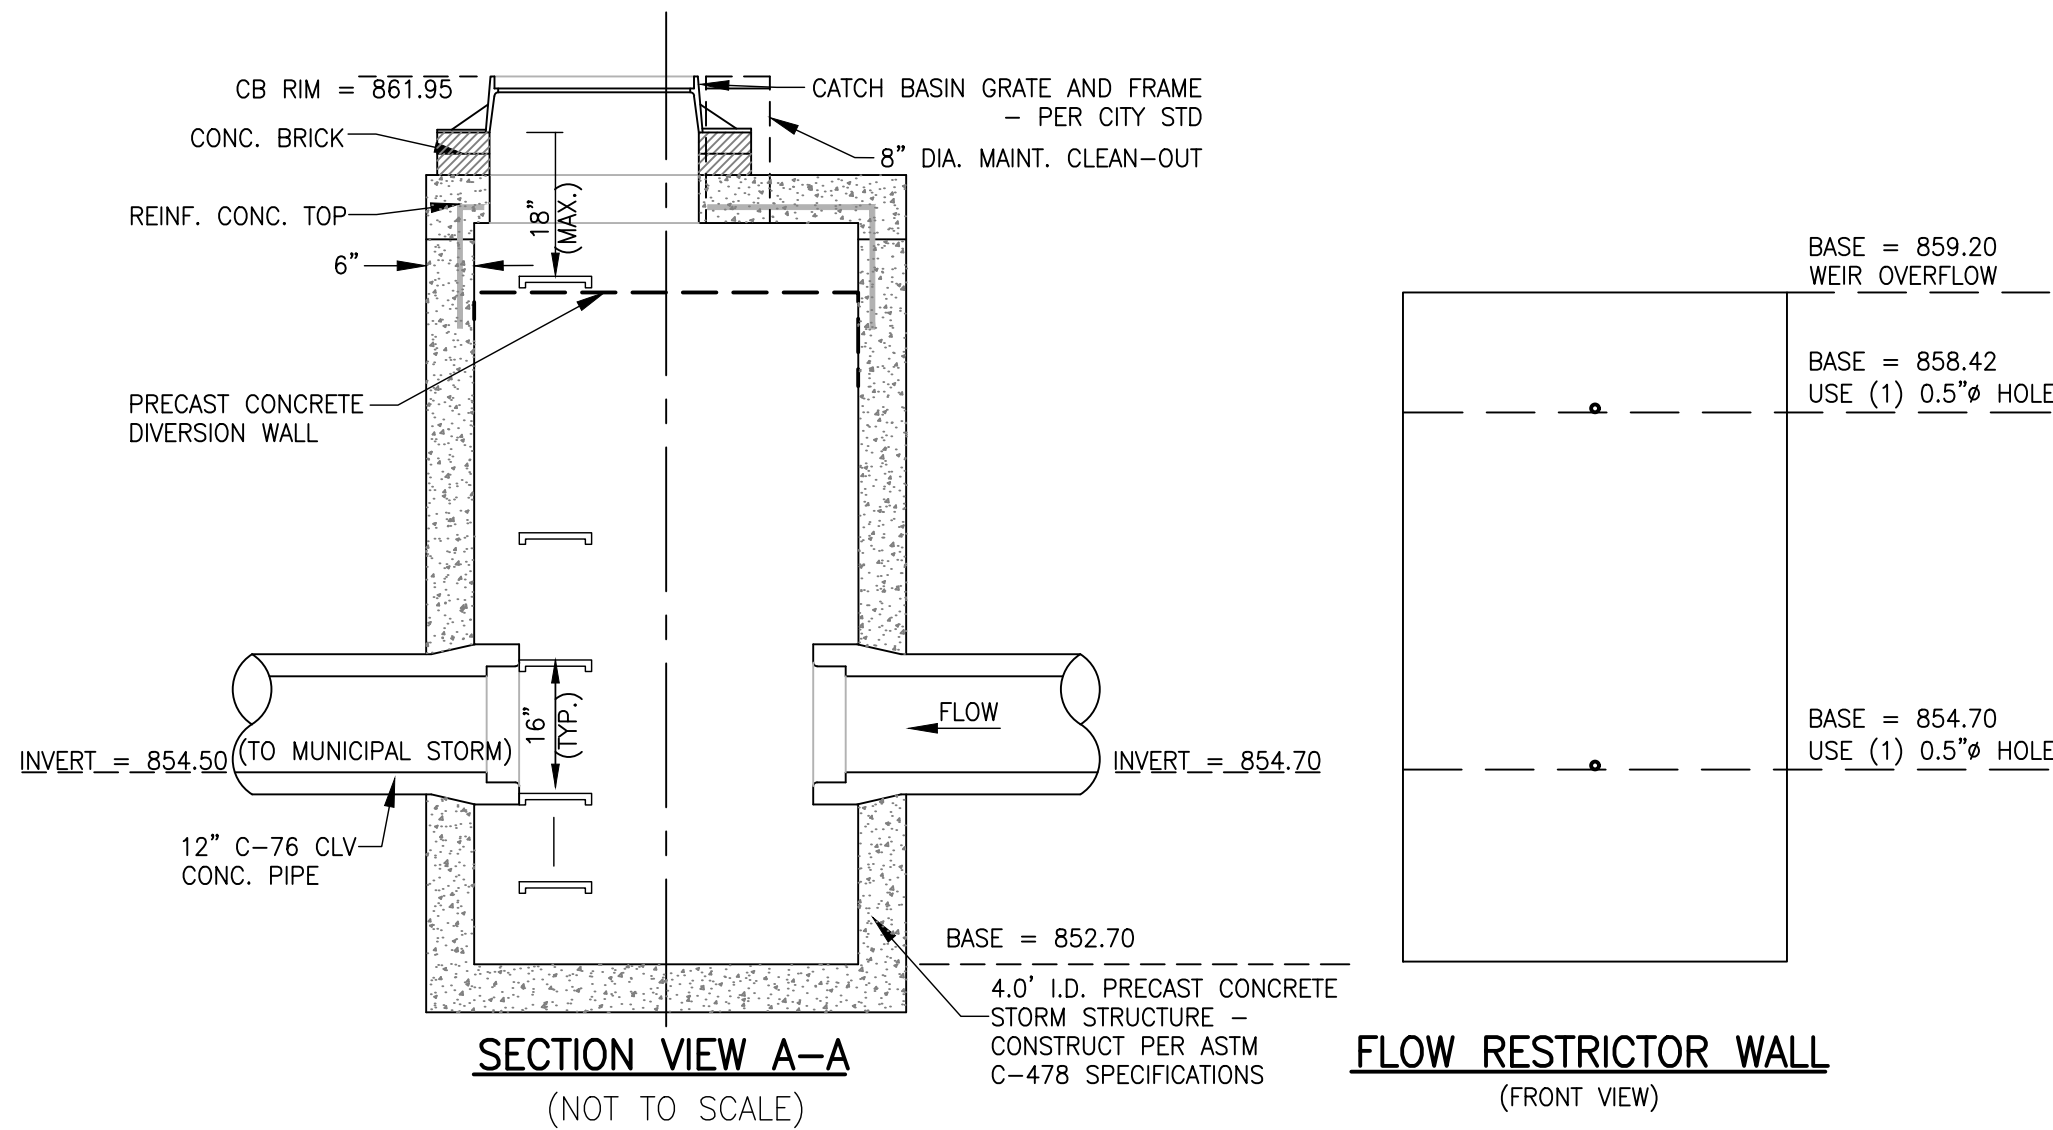 CB RIM = 861.95
CONC. BRICK
REINF. CONC. TOP
6"
18"
(MAX.)
CATCH BASIN GRATE AND FRAME
- PER CITY STD
8" DIA. MAINT. CLEAN-OUT
PRECAST CONCRETE
DIVERSION WALL
INVERT = 854.50
(TO MUNICIPAL STORM)
16"
(TYP.)
FLOW
INVERT = 854.70
12" C-76 CLV
CONC. PIPE
BASE = 852.70
4.0' I.D. PRECAST CONCRETE
STORM STRUCTURE -
CONSTRUCT PER ASTM
C-478 SPECIFICATIONS
SECTION VIEW A-A
(NOT TO SCALE)
BASE = 859.20
WEIR OVERFLOW
BASE = 858.42
USE (1) 0.5"ø HOLE
BASE = 854.70
USE (1) 0.5"ø HOLE
FLOW RESTRICTOR WALL
(FRONT VIEW)